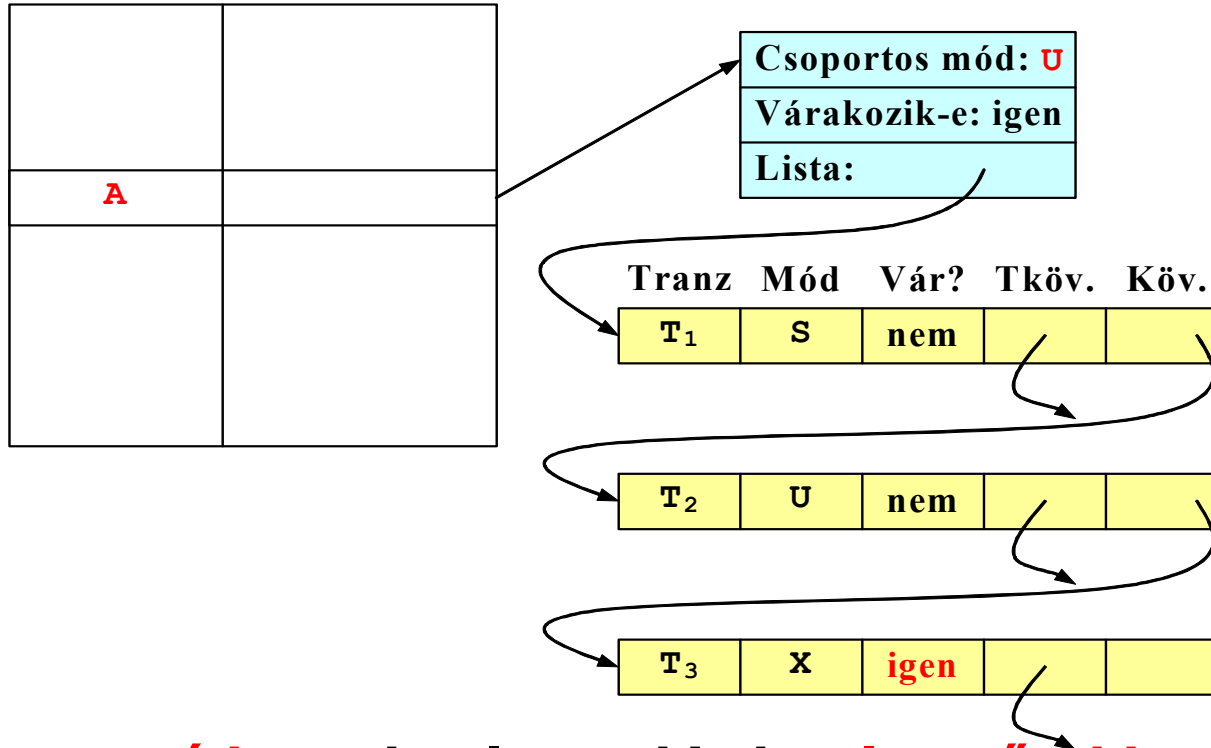 Csoportos mód: U
Várakozik-e: igen
Lista:
A
Tranz Mód Vár? Tköv. Köv.
T₁ S nem
T₂ U nem
T₃ X igen